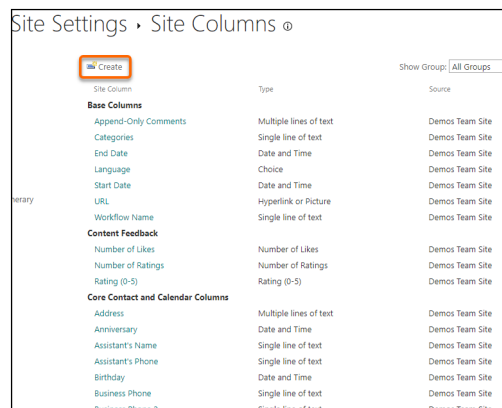 Site Settings › Site Columns
Create
Show Group: All Groups
Site Column Type Source
Base Columns
Append-Only Comments Multiple lines of text Demos Team Site
Categories Single line of text Demos Team Site
End Date Date and Time Demos Team Site
Language Choice Demos Team Site
Start Date Date and Time Demos Team Site
nerary URL Hyperlink or Picture Demos Team Site
Workflow Name Single line of text Demos Team Site
Content Feedback
Number of Likes Number of Likes Demos Team Site
Number of Ratings Number of Ratings Demos Team Site
Rating (0-5) Rating (0-5) Demos Team Site
Core Contact and Calendar Columns
Address Multiple lines of text Demos Team Site
Anniversary Date and Time Demos Team Site
Assistant's Name Single line of text Demos Team Site
Assistant's Phone Single line of text Demos Team Site
Birthday Date and Time Demos Team Site
Business Phone Single line of text Demos Team Site